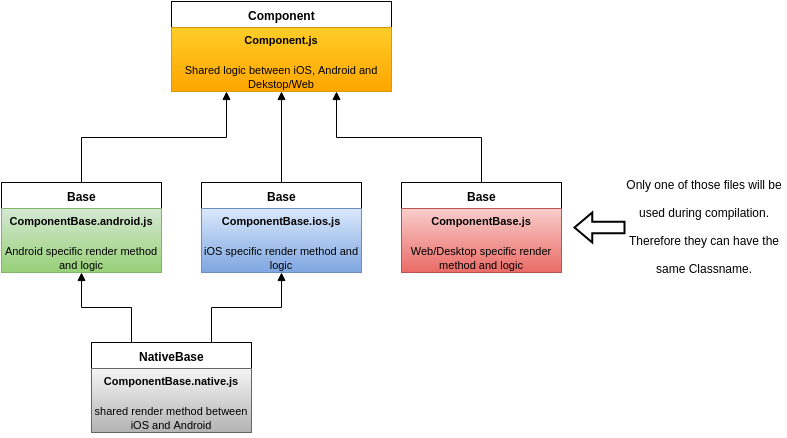 Component
Component.js
Shared logic between iOS, Android and
Dekstop/Web
Base
ComponentBase.android.js
Android specific render method
and logic
Base
ComponentBase.ios.js
iOS specific render method and
logic
Base
ComponentBase.js
Web/Desktop specific render
method and logic
Only one of those files will be
used during compilation.
Therefore they can have the
same Classname.
NativeBase
ComponentBase.native.js
shared render method between
iOS and Android